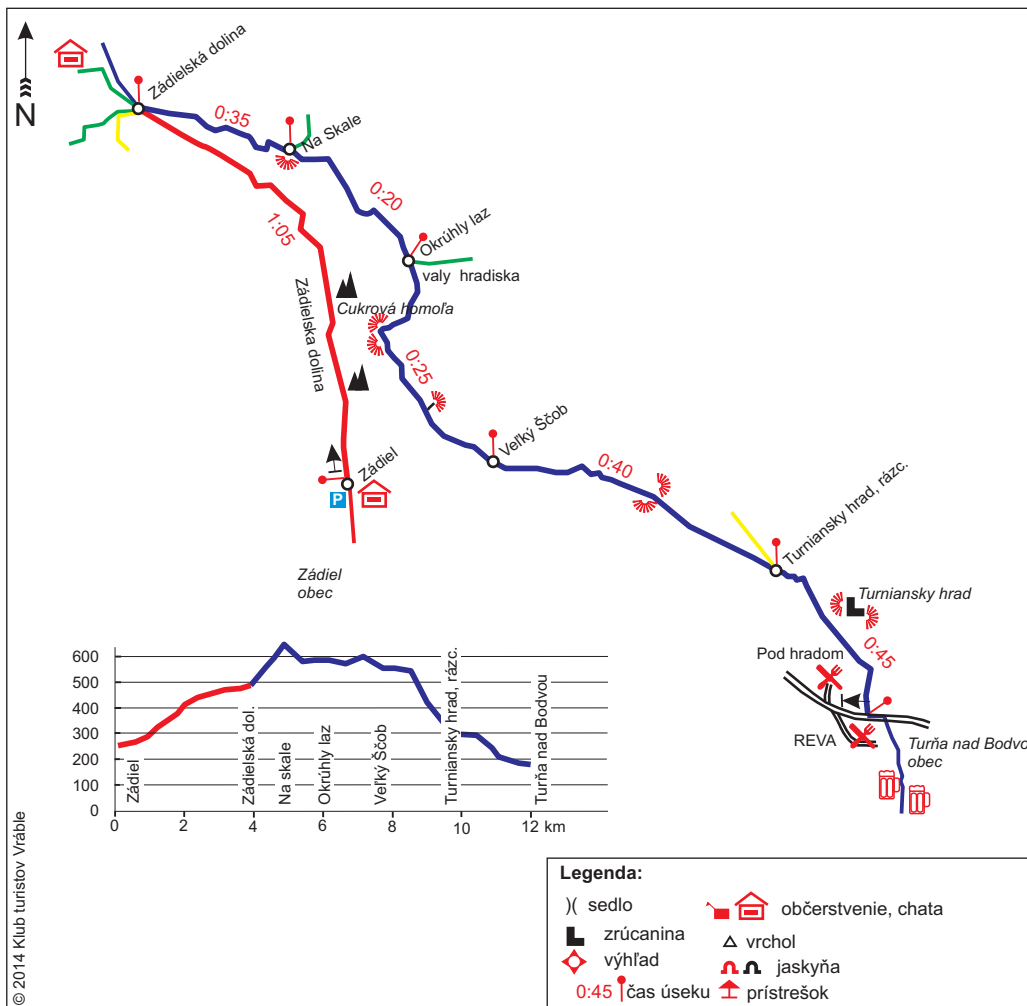 N
Zádielská dolina
0:35
Na Skale
0:20
Okrúhly laz
valy hradiska
1:05
Zádielska dolina
Cukrová homoľa
0:25
Veľký Ščob
0:40
Zádiel
P
Turniansky hrad, rázc.
Zádiel
obec
Turniansky hrad
0:45
Pod hradom
REVA
Turňa nad Bodvo
obec
600
500
400
300
200
100
0
Zádiel
Zádielská dol.
Na skale
Okrúhly laz
Veľký Ščob
Turniansky hrad, rázc.
Turňa nad Bodvou
0 2 4 6 8 10 12 km
Legenda:
)( sedlo
občerstvenie, chata
zrúcanina
vrchol
výhľad
jaskyňa
0:45 čas úseku
prístrešok
© 2014 Klub turistov Vráble